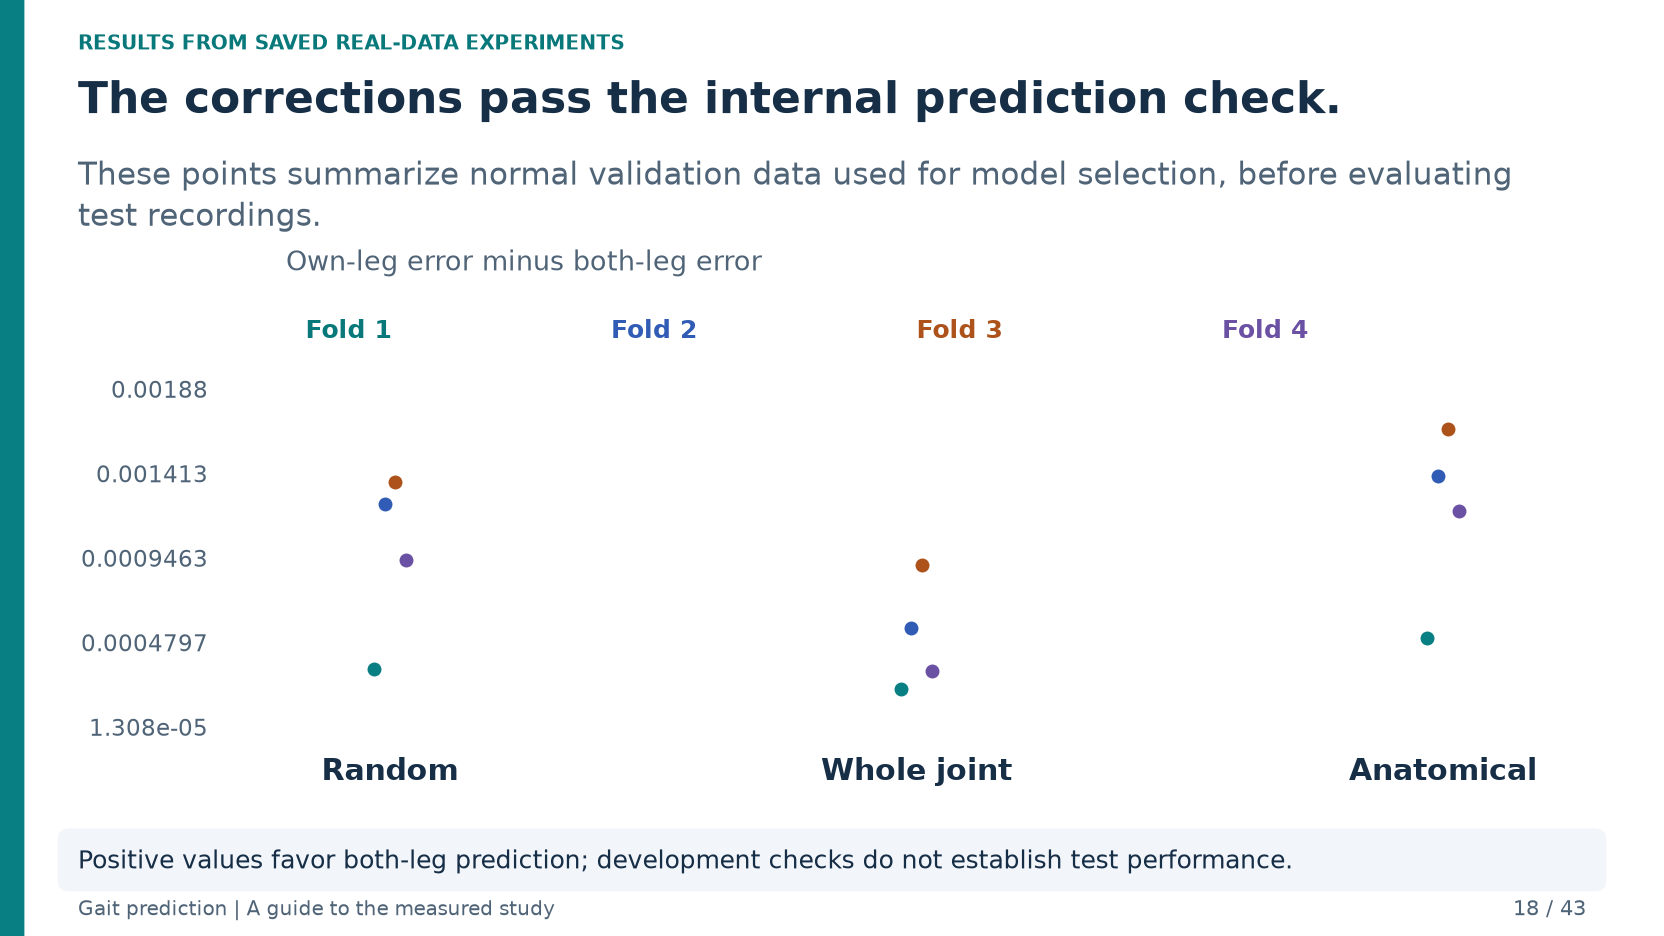 RESULTS FROM SAVED REAL-DATA EXPERIMENTS
The corrections pass the internal prediction check.
These points summarize normal validation data used for model selection, before evaluating
test recordings.
Own-leg error minus both-leg error
Fold 1 Fold 2 Fold 3 Fold 4
0.00188
0.001413
0.0009463
0.0004797
1.308e-05
Random Whole joint Anatomical
Positive values favor both-leg prediction; development checks do not establish test performance.
Gait prediction | A guide to the measured study 18 / 43